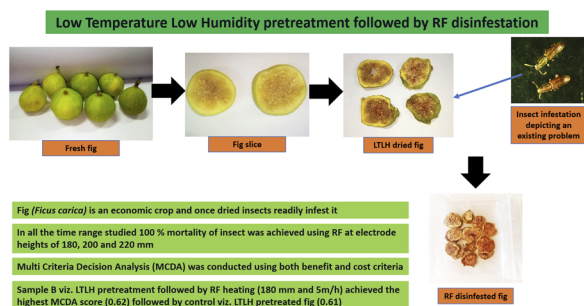 Low Temperature Low Humidity pretreatment followed by RF disinfestation
Fresh fig
Fig slice
LTLH dried fig
Insect infestation
depicting an
existing problem
Fig (Ficus carica) is an economic crop and once dried insects readily infest it
In all the time range studied 100 % mortality of insect was achieved using RF at electrode
heights of 180, 200 and 220 mm
Multi Criteria Decision Analysis (MCDA) was conducted using both benefit and cost criteria
Sample B viz. LTLH pretreatment followed by RF heating (180 mm and 5m/h) achieved the
highest MCDA score (0.62) followed by control viz. LTLH pretreated fig (0.61)
RF disinfested fig